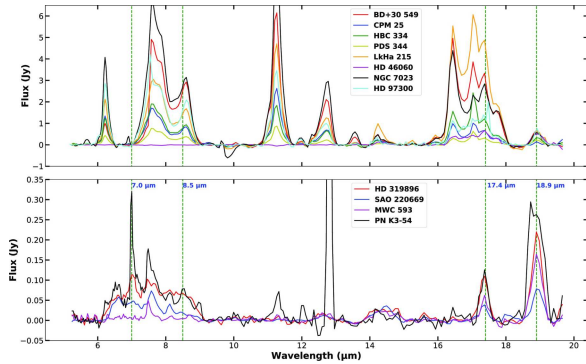 BD+30 549
CPM 25
HBC 334
PDS 344
LkHa 215
HD 46060
NGC 7023
HD 97300
Flux (Jy)
6
5
4
3
2
1
0
−1
7.0 μm
8.5 μm
17.4 μm
18.9 μm
HD 319896
SAO 220669
MWC 593
PN K3-54
Flux (Jy)
0.35
0.30
0.25
0.20
0.15
0.10
0.05
0.00
−0.05
6 8 10 12 14 16 18 20
Wavelength (μm)